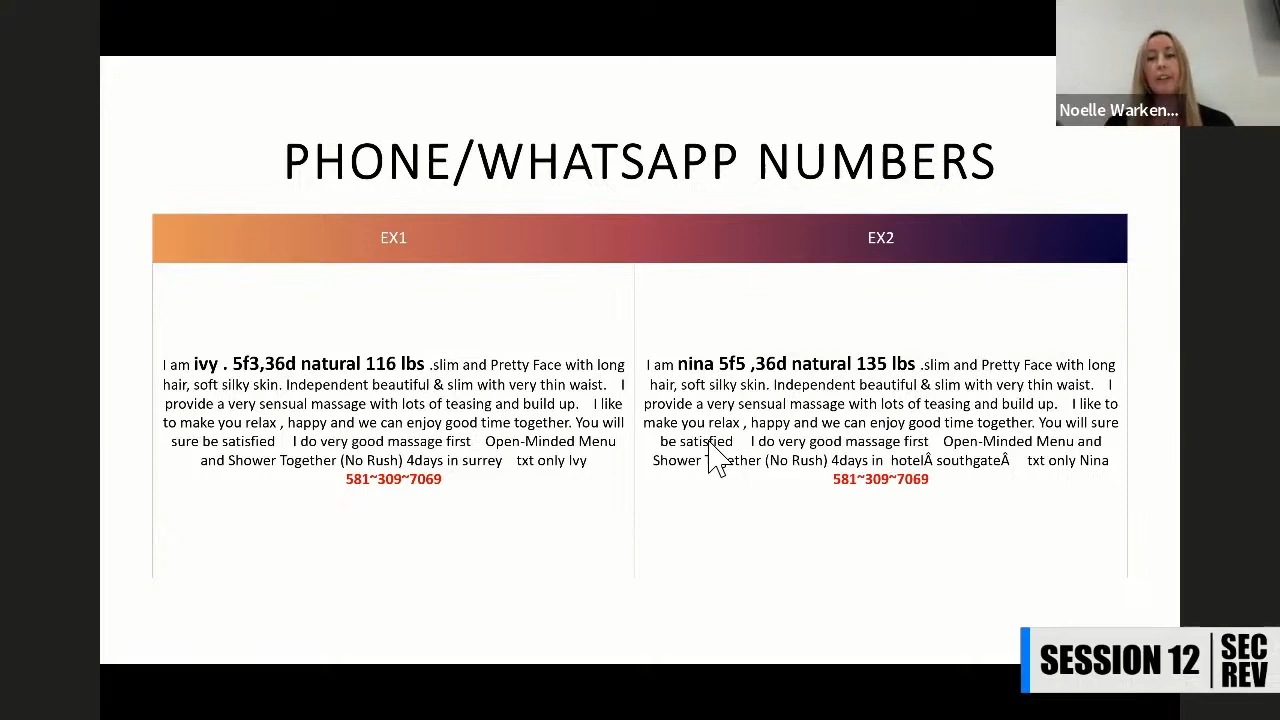 Noelle Warken...
PHONE/WHATSAPP NUMBERS
EX1
EX2
I am ivy . 5f3,36d natural 116 lbs .slim and Pretty Face with long
hair, soft silky skin. Independent beautiful & slim with very thin waist. I
provide a very sensual massage with lots of teasing and build up. I like
to make you relax , happy and we can enjoy good time together. You will
sure be satisfied I do very good massage first Open-Minded Menu
and Shower Together (No Rush) 4days in surrey txt only Ivy
581~309~7069
I am nina 5f5 ,36d natural 135 lbs .slim and Pretty Face with long
hair, soft silky skin. Independent beautiful & slim with very thin waist. I
provide a very sensual massage with lots of teasing and build up. I like to
make you relax , happy and we can enjoy good time together. You will sure
be satisfied I do very good massage first Open-Minded Menu and
Shower Together (No Rush) 4days in hotelÂ southgateÂ txt only Nina
581~309~7069
SESSION 12
SEC
REV